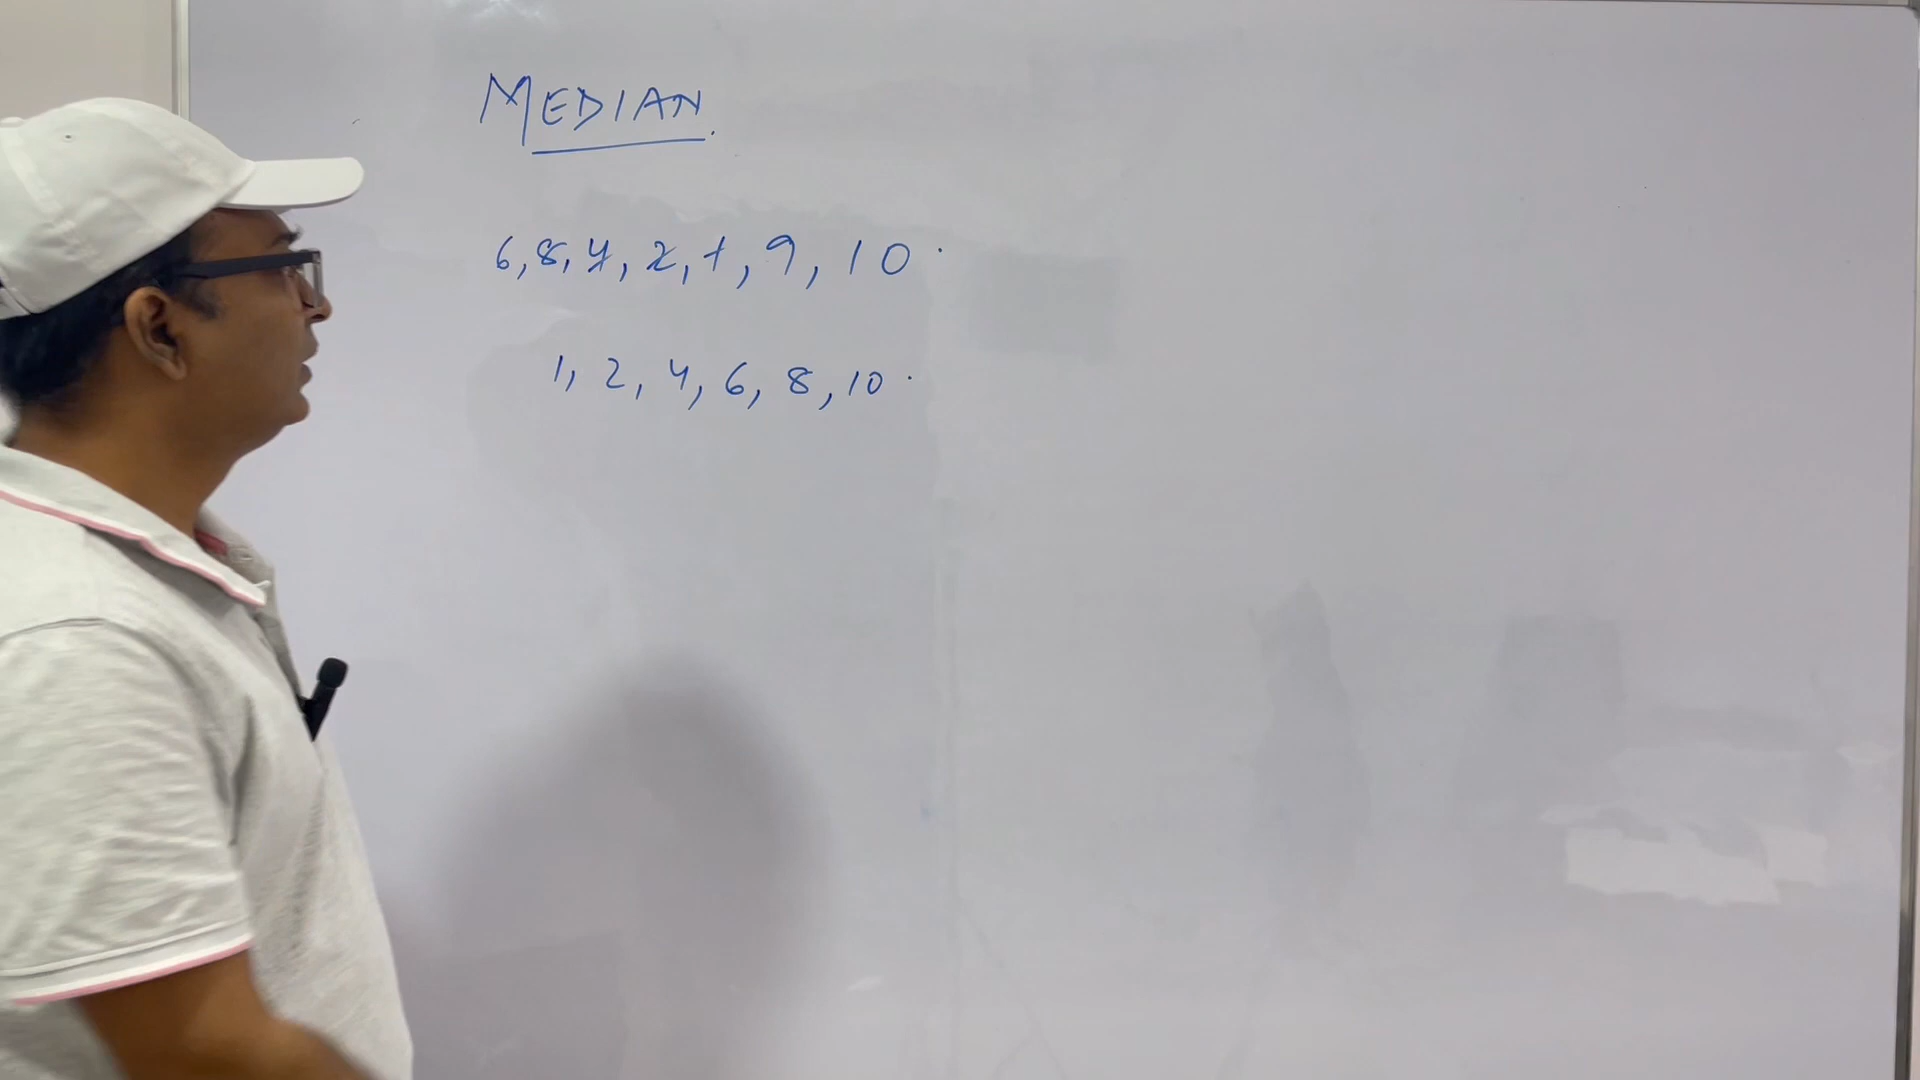 MEDIAN.
6, 8, 4, 2, 1, 9, 10.
1, 2, 4, 6, 8, 10.